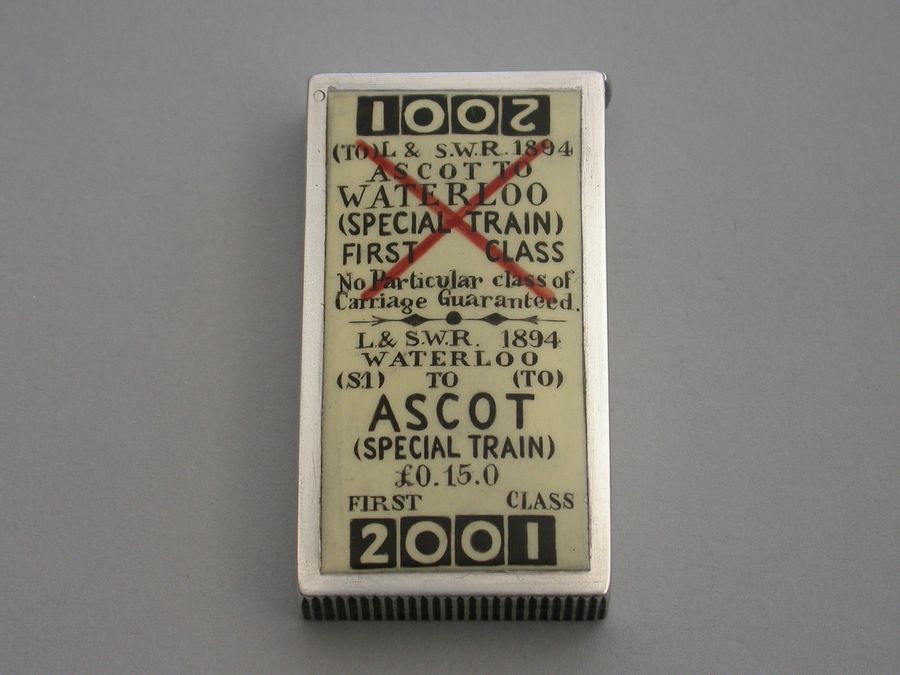 2001
(TO) L & S.W.R. 1894
ASCOT TO
WATERLOO
(SPECIAL TRAIN)
FIRST CLASS
No Particular class of
Carriage Guaranteed.
L & S.W.R. 1894
WATERLOO
(S1) TO (TO)
ASCOT
(SPECIAL TRAIN)
£0.15.0
FIRST CLASS
2001